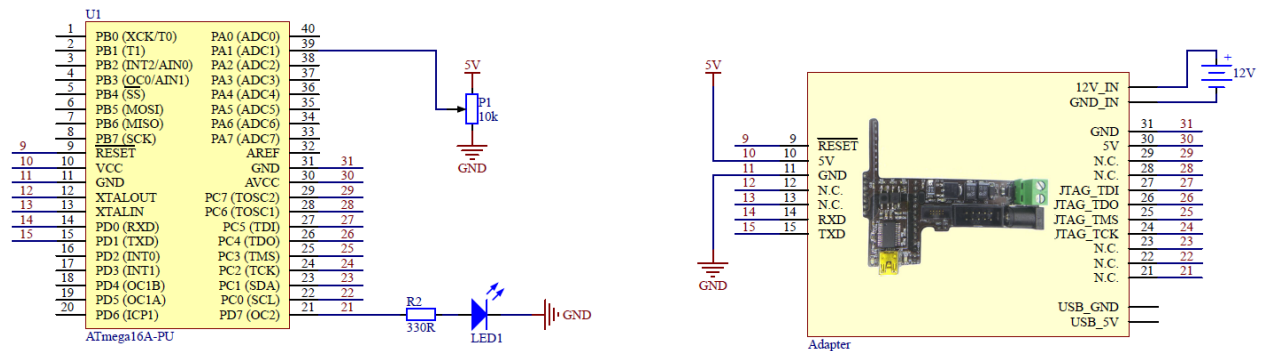 U1
1 PB0 (XCK/T0) PA0 (ADC0) 40
2 PB1 (T1) PA1 (ADC1) 39
3 PB2 (INT2/AIN0) PA2 (ADC2) 38
4 PB3 (OC0/AIN1) PA3 (ADC3) 37
5 PB4 (SS) PA4 (ADC4) 36
6 PB5 (MOSI) PA5 (ADC5) 35
7 PB6 (MISO) PA6 (ADC6) 34
8 PB7 (SCK) PA7 (ADC7) 33
9 9 RESET AREF 32
10 10 VCC GND 31 31
11 11 GND AVCC 30 30
12 12 XTALOUT PC7 (TOSC2) 29 29
13 13 XTALIN PC6 (TOSC1) 28 28
14 14 PD0 (RXD) PC5 (TDI) 27 27
15 15 PD1 (TXD) PC4 (TDO) 26 26
16 PD2 (INT0) PC3 (TMS) 25 25
17 PD3 (INT1) PC2 (TCK) 24 24
18 PD4 (OC1B) PC1 (SDA) 23 23
19 PD5 (OC1A) PC0 (SCL) 22 22
20 PD6 (ICP1) PD7 (OC2) 21 21
ATmega16A-PU
5V
P1
10k
GND
R2
330R
LED1
GND
5V
GND
12V_IN
GND_IN
+
12V
9 9 RESET
10 10 5V
11 11 GND
12 12 N.C.
13 13 N.C.
14 14 RXD
15 15 TXD
GND 31 31
5V 30 30
N.C. 29 29
N.C. 28 28
JTAG_TDI 27 27
JTAG_TDO 26 26
JTAG_TMS 25 25
JTAG_TCK 24 24
N.C. 23 23
N.C. 22 22
N.C. 21 21
USB_GND
USB_5V
Adapter